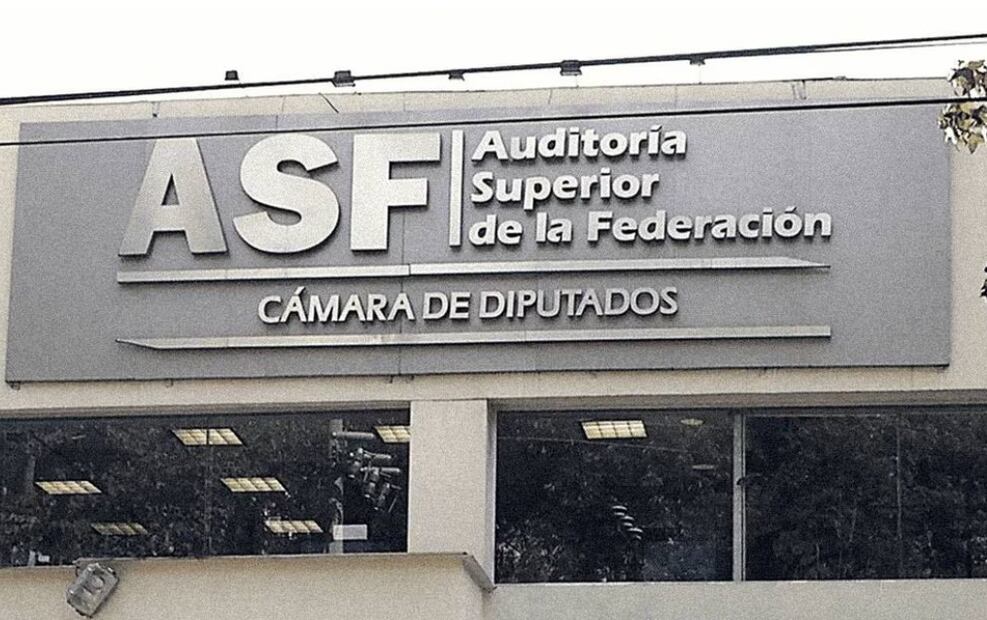 ASF
Auditoría
Superior
de la Federación
CÁMARA DE DIPUTADOS